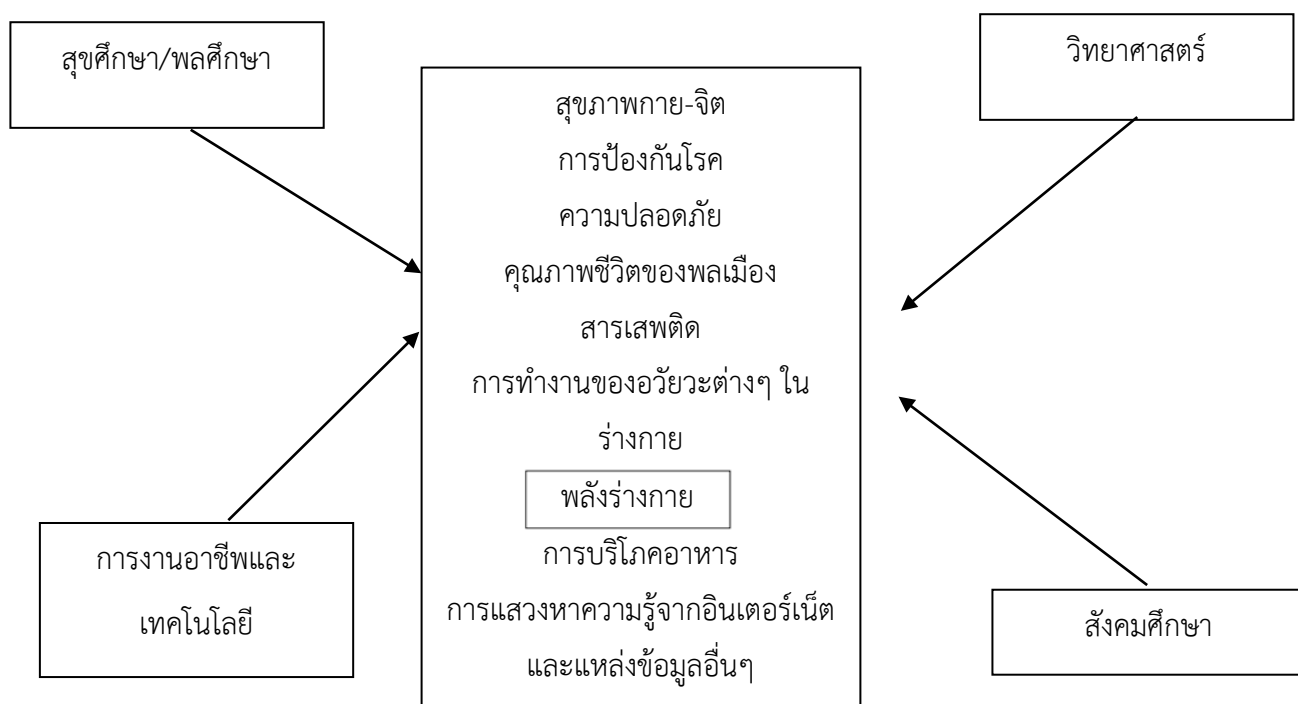 สุขศึกษา/พลศึกษา
วิทยาศาสตร์
สุขภาพกาย-จิต
การป้องกันโรค
ความปลอดภัย
คุณภาพชีวิตของพลเมือง
สารเสพติด
การทำงานของอวัยวะต่างๆ ใน
ร่างกาย
พลังร่างกาย
การบริโภคอาหาร
การแสวงหาความรู้จากอินเตอร์เน็ต
และแหล่งข้อมูลอื่นๆ
การงานอาชีพและ
เทคโนโลยี
สังคมศึกษา